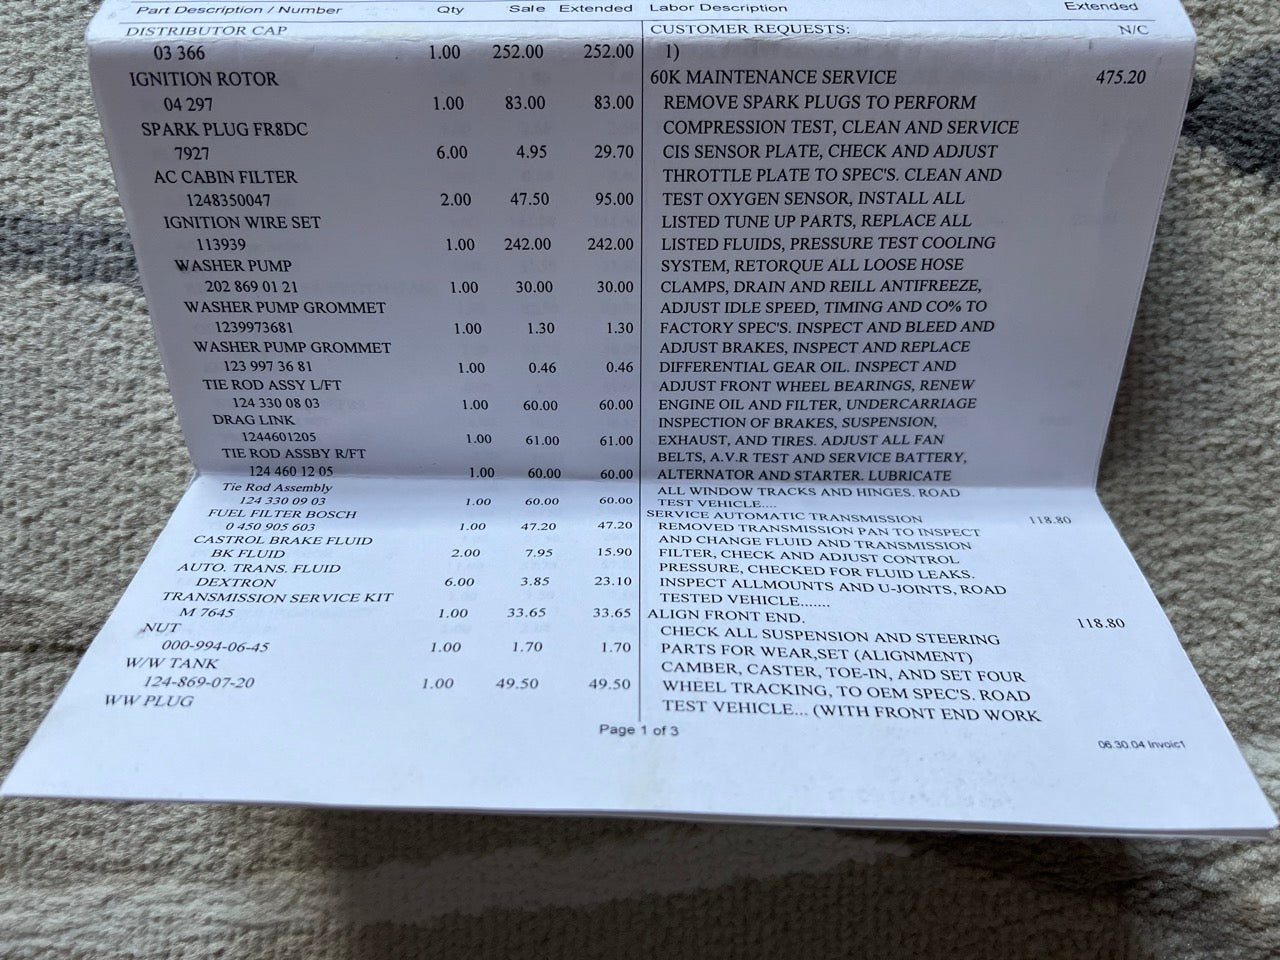 Part Description / Number Qty Sale Extended Labor Description Extended
DISTRIBUTOR CAP
03 366 1.00 252.00 252.00
IGNITION ROTOR
04 297 1.00 83.00 83.00
SPARK PLUG FR8DC
7927 6.00 4.95 29.70
AC CABIN FILTER
1248350047 2.00 47.50 95.00
IGNITION WIRE SET
113939 1.00 242.00 242.00
WASHER PUMP
202 869 01 21 1.00 30.00 30.00
WASHER PUMP GROMMET
1239973681 1.00 1.30 1.30
WASHER PUMP GROMMET
123 997 36 81 1.00 0.46 0.46
TIE ROD ASSY L/FT
124 330 08 03 1.00 60.00 60.00
DRAG LINK
1244601205 1.00 61.00 61.00
TIE ROD ASSBY R/FT
124 460 12 05 1.00 60.00 60.00
Tie Rod Assembly
124 330 09 03 1.00 60.00 60.00
FUEL FILTER BOSCH
0 450 905 603 1.00 47.20 47.20
CASTROL BRAKE FLUID
BK FLUID 2.00 7.95 15.90
AUTO. TRANS. FLUID
DEXTRON 6.00 3.85 23.10
TRANSMISSION SERVICE KIT
M 7645 1.00 33.65 33.65
NUT
000-994-06-45 1.00 1.70 1.70
W/W TANK
124-869-07-20 1.00 49.50 49.50
WW PLUG
CUSTOMER REQUESTS: N/C
1)
60K MAINTENANCE SERVICE 475.20
REMOVE SPARK PLUGS TO PERFORM
COMPRESSION TEST, CLEAN AND SERVICE
CIS SENSOR PLATE, CHECK AND ADJUST
THROTTLE PLATE TO SPEC'S. CLEAN AND
TEST OXYGEN SENSOR, INSTALL ALL
LISTED TUNE UP PARTS, REPLACE ALL
LISTED FLUIDS, PRESSURE TEST COOLING
SYSTEM, RETORQUE ALL LOOSE HOSE
CLAMPS, DRAIN AND REILL ANTIFREEZE,
ADJUST IDLE SPEED, TIMING AND CO% TO
FACTORY SPEC'S. INSPECT AND BLEED AND
ADJUST BRAKES, INSPECT AND REPLACE
DIFFERENTIAL GEAR OIL. INSPECT AND
ADJUST FRONT WHEEL BEARINGS, RENEW
ENGINE OIL AND FILTER, UNDERCARRIAGE
INSPECTION OF BRAKES, SUSPENSION,
EXHAUST, AND TIRES. ADJUST ALL FAN
BELTS, A.V.R TEST AND SERVICE BATTERY,
ALTERNATOR AND STARTER. LUBRICATE
ALL WINDOW TRACKS AND HINGES. ROAD
TEST VEHICLE....
SERVICE AUTOMATIC TRANSMISSION 118.80
REMOVED TRANSMISSION PAN TO INSPECT
AND CHANGE FLUID AND TRANSMISSION
FILTER, CHECK AND ADJUST CONTROL
PRESSURE, CHECKED FOR FLUID LEAKS.
INSPECT ALLMOUNTS AND U-JOINTS, ROAD
TESTED VEHICLE.......
ALIGN FRONT END. 118.80
CHECK ALL SUSPENSION AND STEERING
PARTS FOR WEAR,SET (ALIGNMENT)
CAMBER, CASTER, TOE-IN, AND SET FOUR
WHEEL TRACKING, TO OEM SPEC'S. ROAD
TEST VEHICLE... (WITH FRONT END WORK
Page 1 of 3
06.30.04 Invoic1